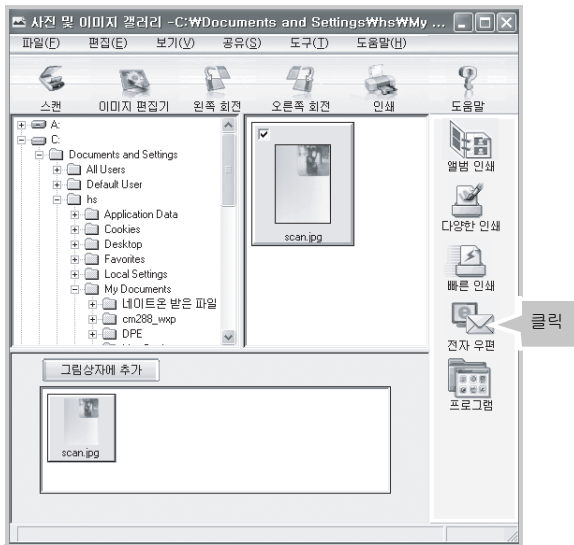 사진 및 이미지 갤러리 -C:₩Documents and Settings₩hs₩My ...
파일(F) 편집(E) 보기(V) 공유(S) 도구(T) 도움말(H)
스캔 이미지 편집기 왼쪽 회전 오른쪽 회전 인쇄 도움말
A:
C:
Documents and Settings
All Users
Default User
hs
Application Data
Cookies
Desktop
Favorites
Local Settings
My Documents
네이트온 받은 파일
cm288_wxp
DPE
scan.jpg
앨범 인쇄
다양한 인쇄
빠른 인쇄
전자 우편
프로그램
클릭
그림상자에 추가
scan.jpg